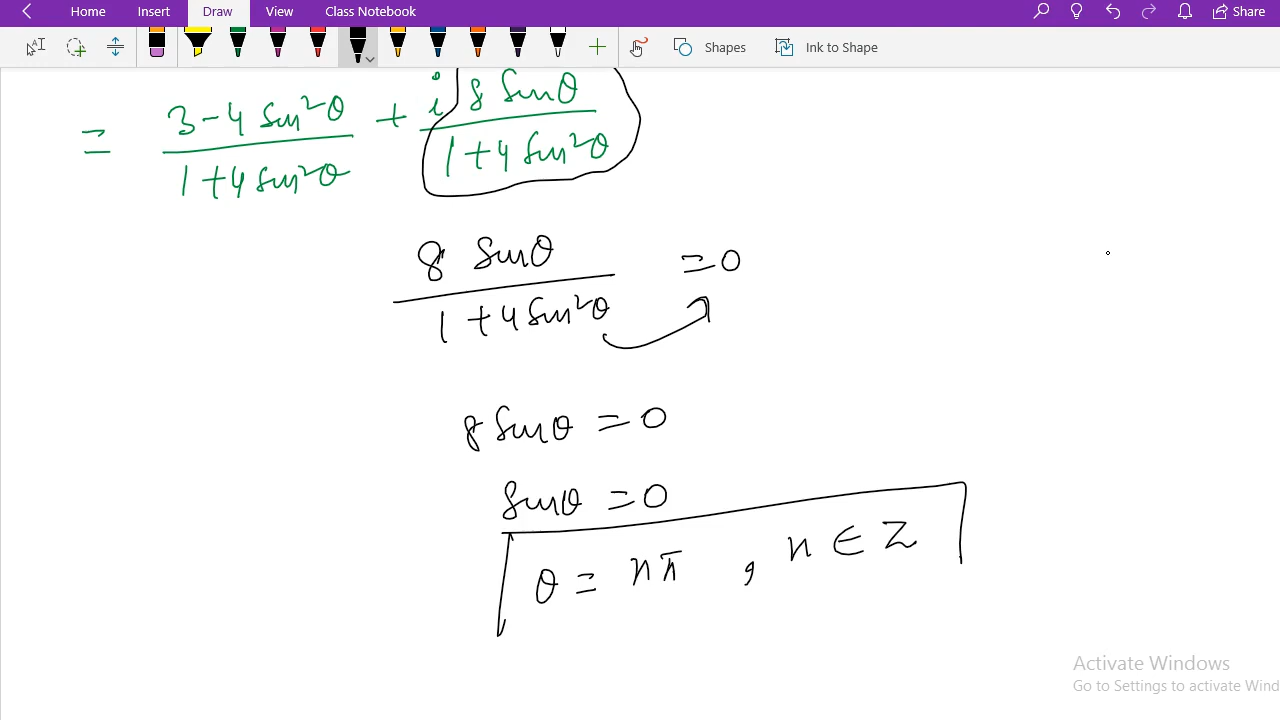 Home Insert Draw View Class Notebook Share
Shapes Ink to Shape
= (3 - 4 Sin²θ)/(1 + 4 Sin²θ) + i (8 Sinθ)/(1 + 4 Sin²θ)
(8 Sinθ)/(1 + 4 Sin²θ) = 0
8 Sinθ = 0
Sinθ = 0
θ = nπ , n ∈ Z
Activate Windows
Go to Settings to activate Wind